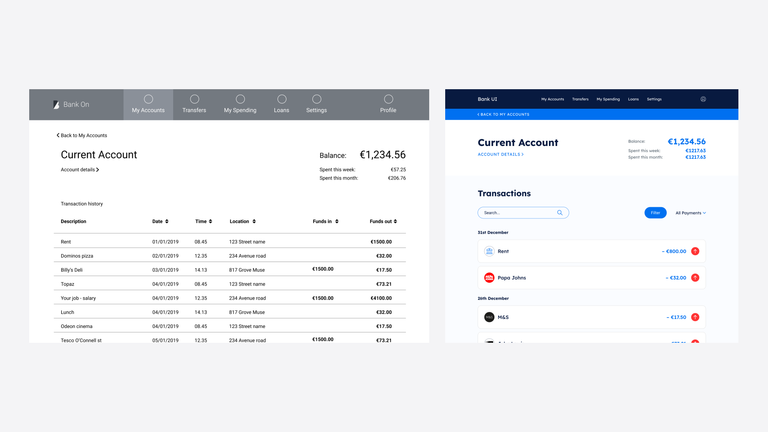 Bank On
My Accounts Transfers My Spending Loans Settings Profile
Back to My Accounts
Current Account
Account details
Balance: €1,234.56
Spent this week: €57.25
Spent this month: €206.76
Transaction history
Description Date Time Location Funds in Funds out
Rent 01/01/2019 08.45 123 Street name €1500.00
Dominos pizza 02/01/2019 12.35 234 Avenue road €32.00
Billy's Deli 03/01/2019 14.13 817 Grove Muse €1500.00 €17.50
Topaz 04/01/2019 08.45 123 Street name €73.21
Your job - salary 04/01/2019 12.35 234 Avenue road €1500.00 €4100.00
Lunch 04/01/2019 14.13 817 Grove Muse €32.00
Odeon cinema 04/01/2019 08.45 123 Street name €17.50
Tesco O'Connell st 05/01/2019 12.35 234 Avenue road €1500.00 €73.21
Bank UI
My Accounts Transfers My Spending Loans Settings
BACK TO MY ACCOUNTS
Current Account
ACCOUNT DETAILS
Balance: €1,234.56
Spent this week: €1217.63
Spent this month: €1217.63
Transactions
Search... Filter All Payments
31st December
Rent - €800.00
Papa Johns - €32.00
26th December
M&S - €17.50